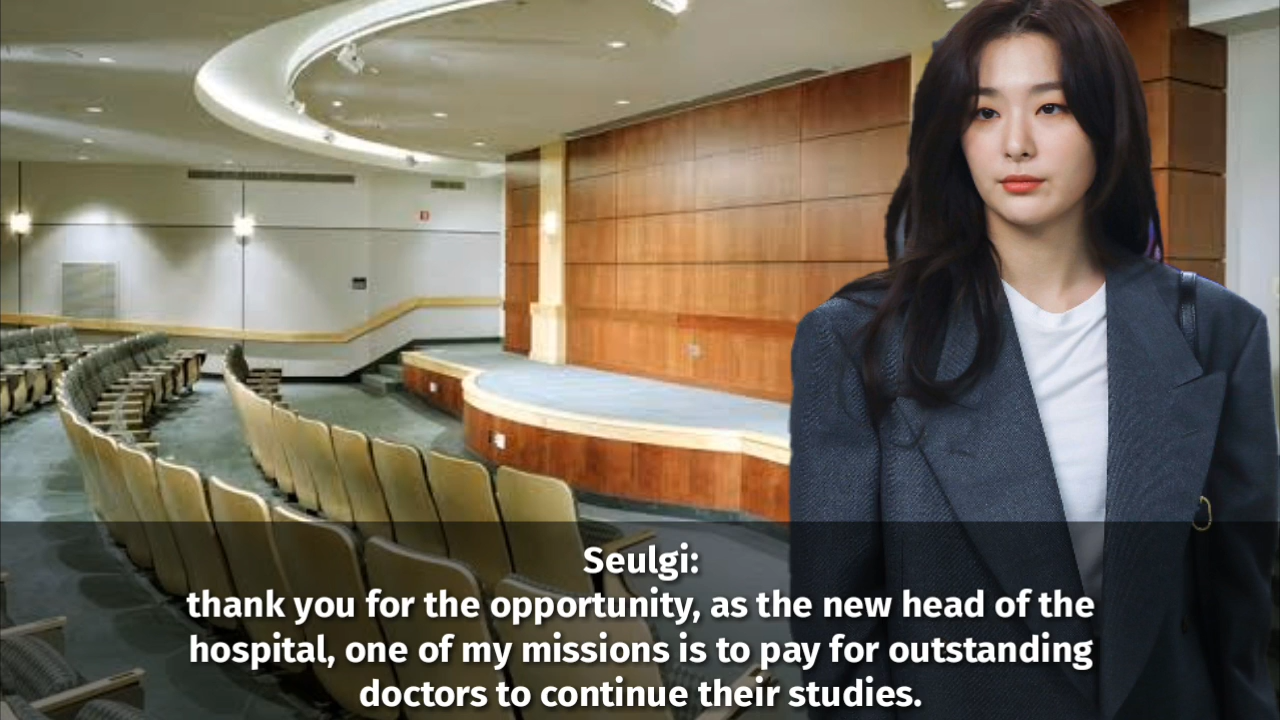 Seulgi:
thank you for the opportunity, as the new head of the
hospital, one of my missions is to pay for outstanding
doctors to continue their studies.